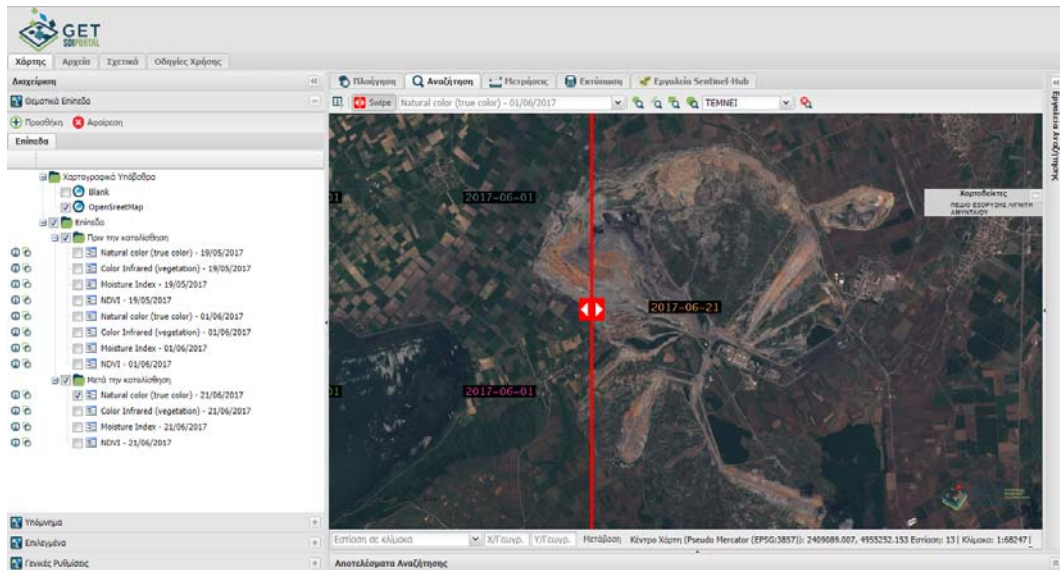 GET
SDI PORTAL
Χάρτης Αρχεία Σχετικά Οδηγίες Χρήσης
Διαχείριση
Θεματικά Επίπεδα
Προσθήκη Αφαίρεση
Επίπεδα
Χαρτογραφικά Υπόβαθρα
Blank
OpenSreetMap
Επίπεδα
Πριν την κατολίσθηση
Natural color (true color) - 19/05/2017
Color Infrared (vegetation) - 19/05/2017
Moisture Index - 19/05/2017
NDVI - 19/05/2017
Natural color (true color) - 01/06/2017
Color Infrared (vegetation) - 01/06/2017
Moisture Index - 01/06/2017
NDVI - 01/06/2017
Μετά την κατολίσθηση
Natural color (true color) - 21/06/2017
Color Infrared (vegetation) - 21/06/2017
Moisture Index - 21/06/2017
NDVI - 21/06/2017
Υπόμνημα
Επιλεγμένα
Γενικές Ρυθμίσεις
Πλοήγηση Αναζήτηση Μετρήσεις Εκτύπωση Εργαλεία Sentinel-Hub
Swipe Natural color (true color) - 01/06/2017 ΤΕΜΝΕΙ
01 2017-06-01
Χαρτοδείκτες
ΠΕΔΙΟ ΕΞΟΡΥΞΗΣ ΛΙΓΝΙΤΗ
ΑΜΥΝΤΑΙΟΥ
2017-06-21
01 2017-06-01
Εστίαση σε κλίμακα Χ/Γεωγρ. Υ/Γεωγρ. Μετάβαση Κέντρο Χάρτη (Pseudo Mercator (EPSG:3857)): 2409089.007, 4955252.153 Εστίαση: 13 | Κλίμακα: 1:68247 |
Αποτελέσματα Αναζήτησης
Εργαλεία Αναζήτησης